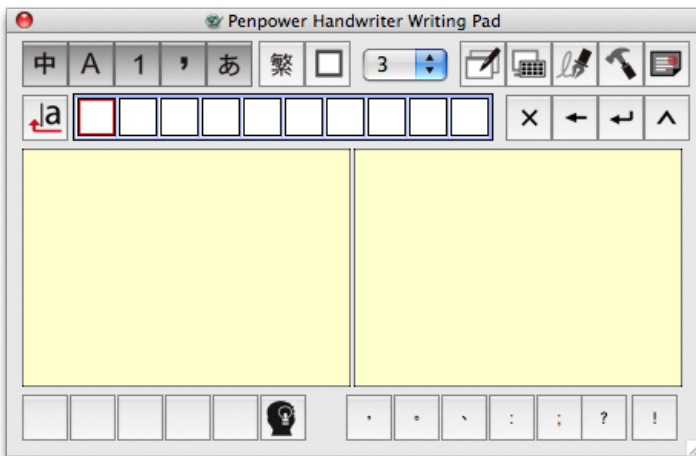 Penpower Handwriter Writing Pad
中 A 1 , あ 繁 3
a
, 。 、 : ; ? !